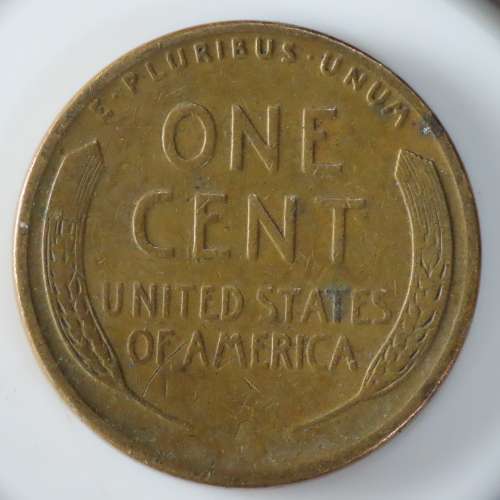 E·PLURIBUS·UNUM
ONE
CENT
UNITED STATES
OF AMERICA